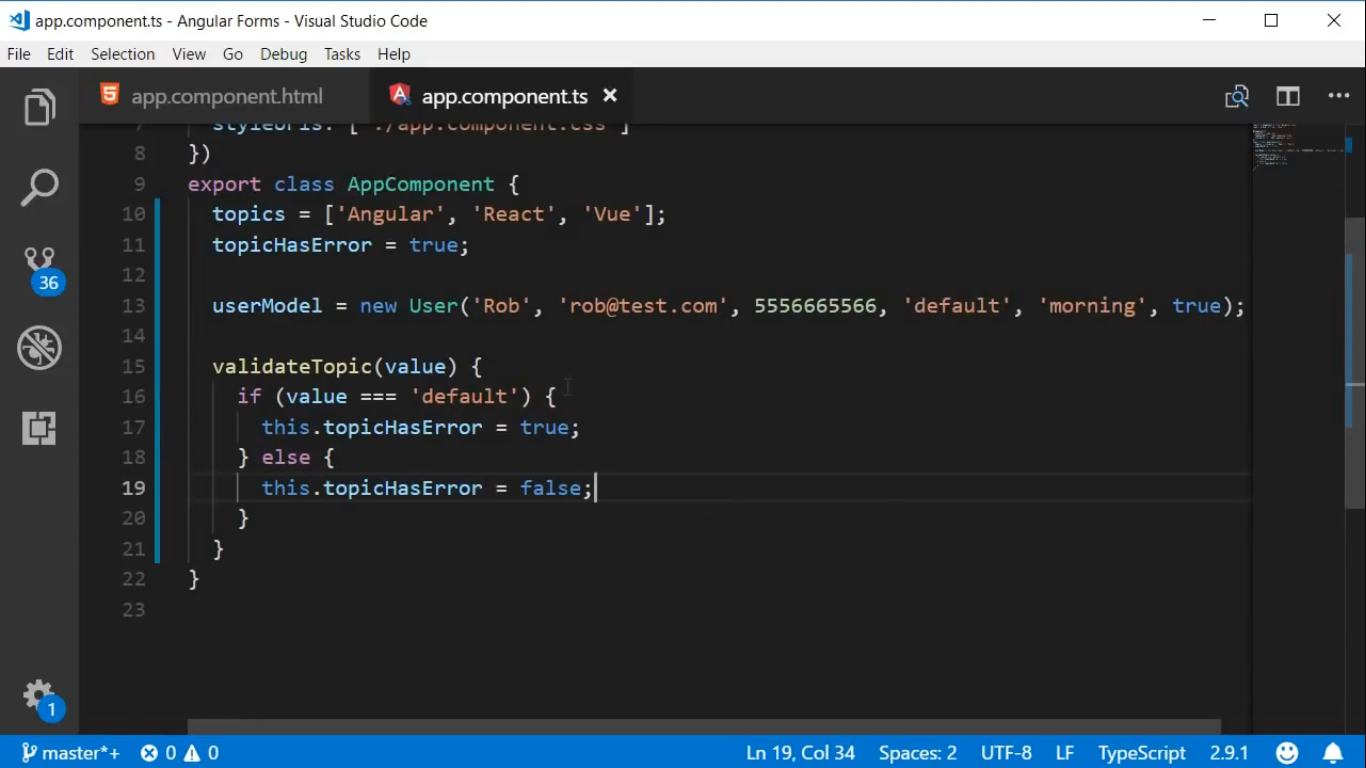 app.component.ts - Angular Forms - Visual Studio Code
File Edit Selection View Go Debug Tasks Help
app.component.html app.component.ts
7 styleUrls: ['./app.component.css']
8 })
9 export class AppComponent {
10 topics = ['Angular', 'React', 'Vue'];
11 topicHasError = true;
12
13 userModel = new User('Rob', 'rob@test.com', 5556665566, 'default', 'morning', true);
14
15 validateTopic(value) {
16 if (value === 'default') {
17 this.topicHasError = true;
18 } else {
19 this.topicHasError = false;
20 }
21 }
22 }
23
36
1
master*+ 0 0 Ln 19, Col 34 Spaces: 2 UTF-8 LF TypeScript 2.9.1